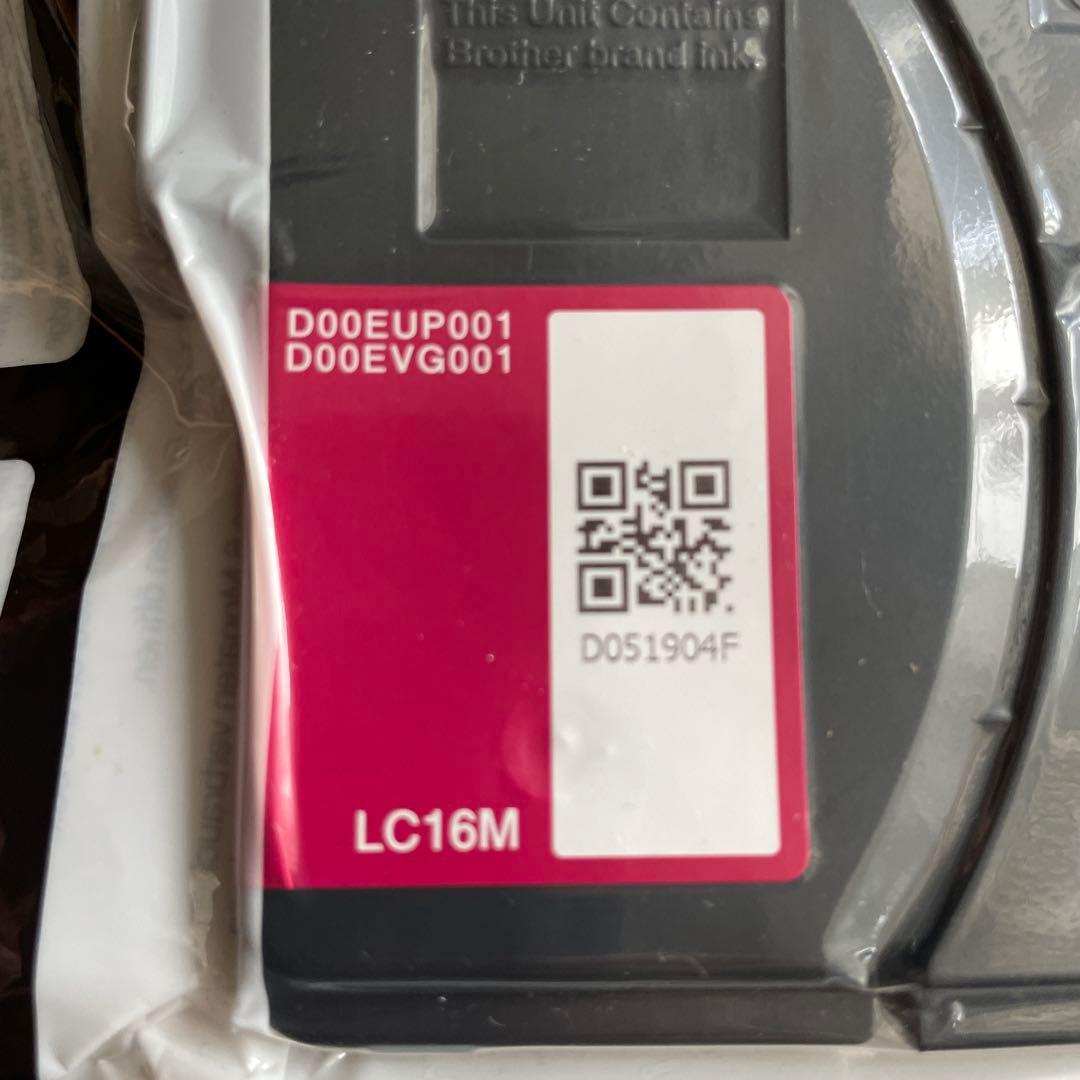 This Unit Contains
Brother brand ink.
D00EUP001
D00EVG001
D051904F
LC16M